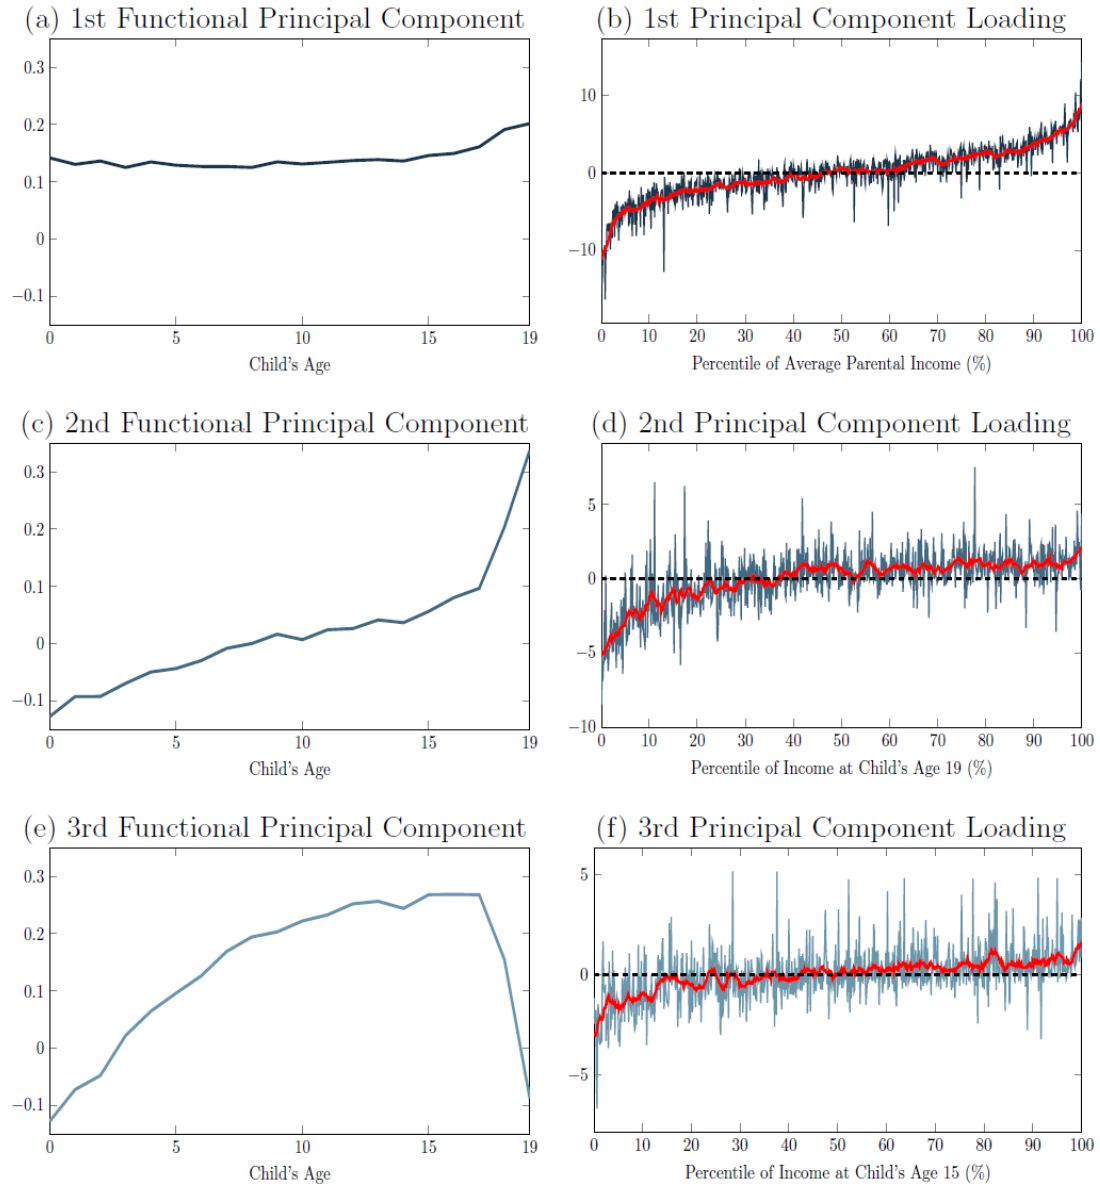 (a) 1st Functional Principal Component
0.3
0.2
0.1
0
−0.1
0 5 10 15 19
Child's Age
(b) 1st Principal Component Loading
10
0
−10
0 10 20 30 40 50 60 70 80 90 100
Percentile of Average Parental Income (%)
(c) 2nd Functional Principal Component
0.3
0.2
0.1
0
−0.1
0 5 10 15 19
Child's Age
(d) 2nd Principal Component Loading
5
0
−5
−10
0 10 20 30 40 50 60 70 80 90 100
Percentile of Income at Child's Age 19 (%)
(e) 3rd Functional Principal Component
0.3
0.2
0.1
0
−0.1
0 5 10 15 19
Child's Age
(f) 3rd Principal Component Loading
5
0
−5
0 10 20 30 40 50 60 70 80 90 100
Percentile of Income at Child's Age 15 (%)